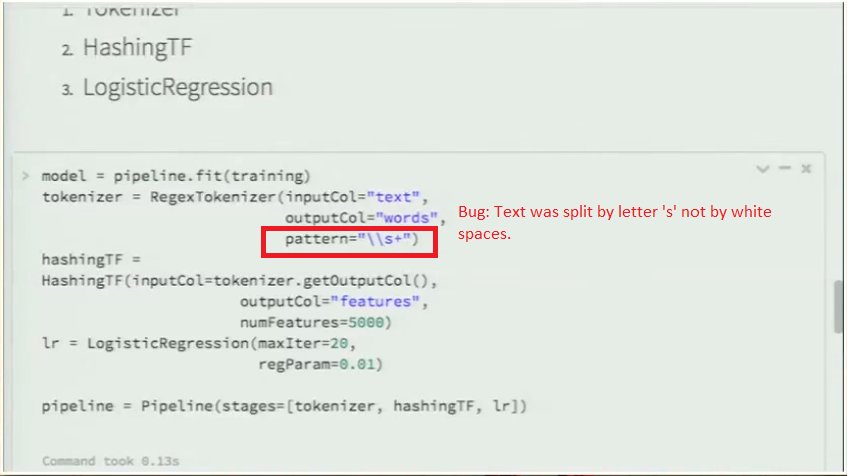 1. Tokenizer
2. HashingTF
3. LogisticRegression
> model = pipeline.fit(training)
tokenizer = RegexTokenizer(inputCol="text",
outputCol="words",
pattern="\\s+")
Bug: Text was split by letter 's' not by white
spaces.
hashingTF =
HashingTF(inputCol=tokenizer.getOutputCol(),
outputCol="features",
numFeatures=5000)
lr = LogisticRegression(maxIter=20,
regParam=0.01)
pipeline = Pipeline(stages=[tokenizer, hashingTF, lr])
Command took 0.13s